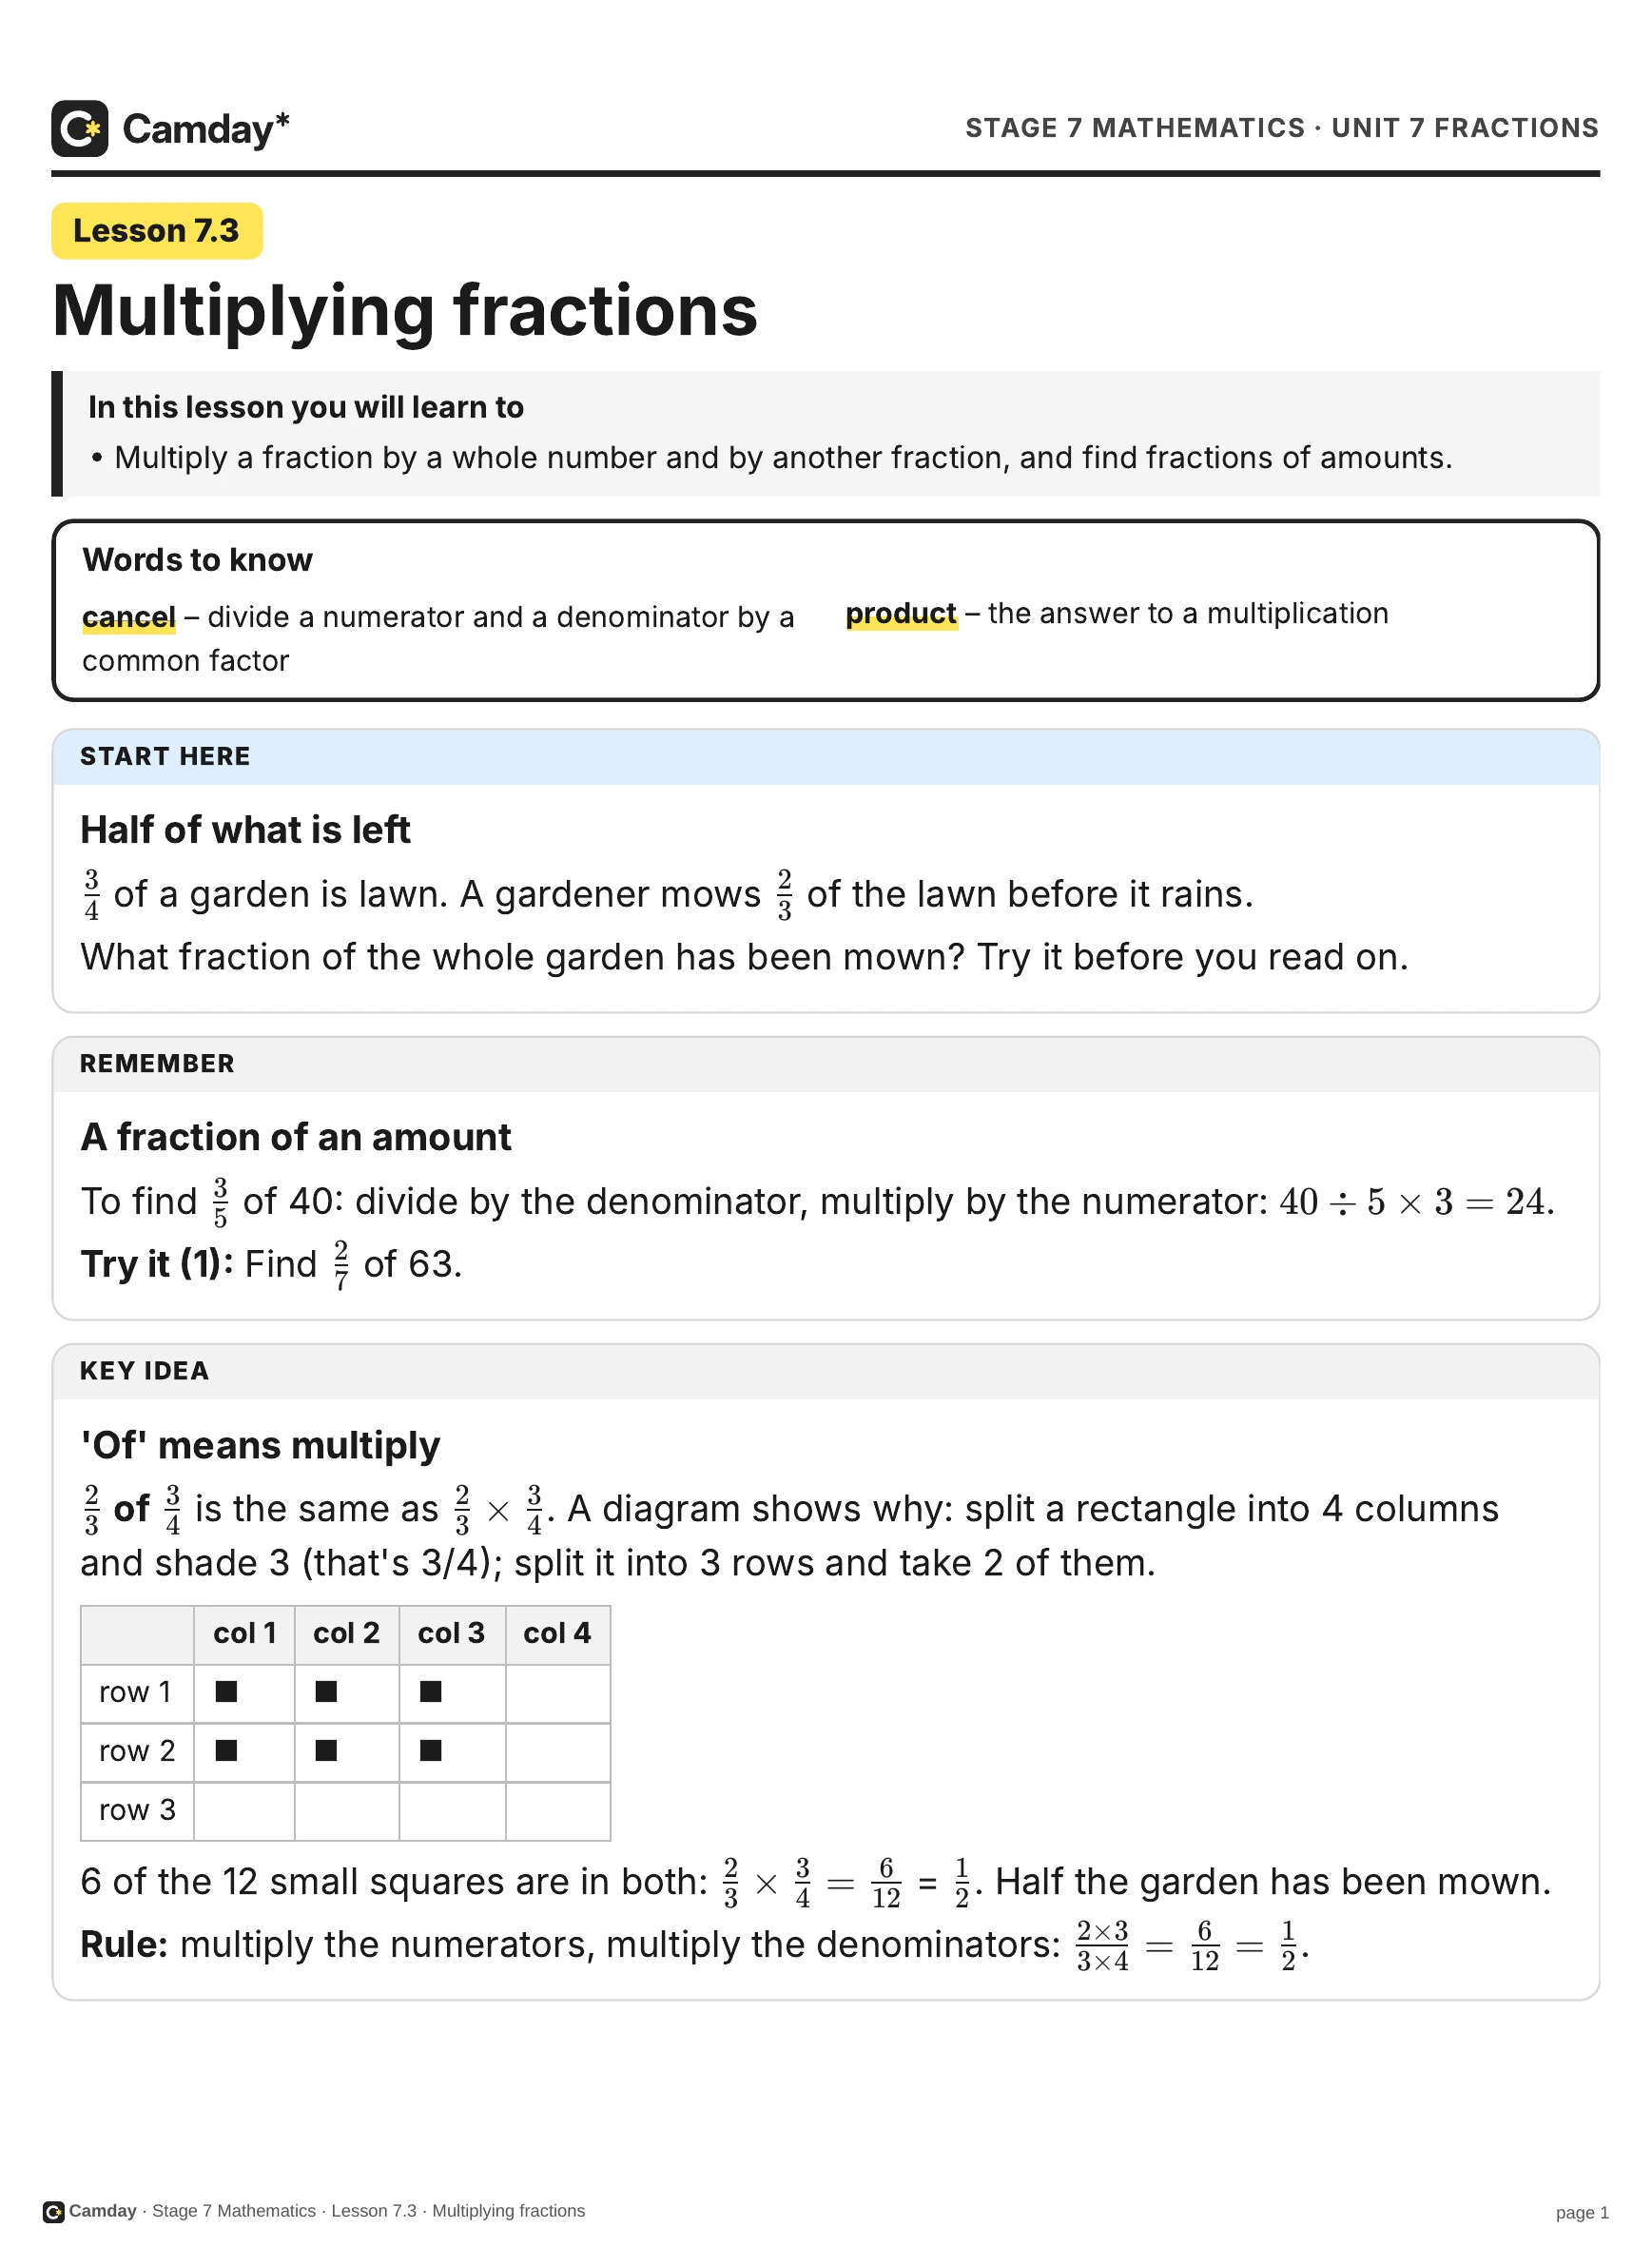 Camday*
STAGE 7 MATHEMATICS · UNIT 7 FRACTIONS
Lesson 7.3
Multiplying fractions
In this lesson you will learn to
• Multiply a fraction by a whole number and by another fraction, and find fractions of amounts.
Words to know
cancel – divide a numerator and a denominator by a
common factor
product – the answer to a multiplication
START HERE
Half of what is left
3/4 of a garden is lawn. A gardener mows 2/3 of the lawn before it rains.
What fraction of the whole garden has been mown? Try it before you read on.
REMEMBER
A fraction of an amount
To find 3/5 of 40: divide by the denominator, multiply by the numerator: 40 ÷ 5 × 3 = 24.
Try it (1): Find 2/7 of 63.
KEY IDEA
'Of' means multiply
2/3 of 3/4 is the same as 2/3 × 3/4. A diagram shows why: split a rectangle into 4 columns
and shade 3 (that's 3/4); split it into 3 rows and take 2 of them.
col 1 col 2 col 3 col 4
row 1 ■ ■ ■
row 2 ■ ■ ■
row 3
6 of the 12 small squares are in both: 2/3 × 3/4 = 6/12 = 1/2. Half the garden has been mown.
Rule: multiply the numerators, multiply the denominators: 2×3/3×4 = 6/12 = 1/2.
Camday · Stage 7 Mathematics · Lesson 7.3 · Multiplying fractions
page 1